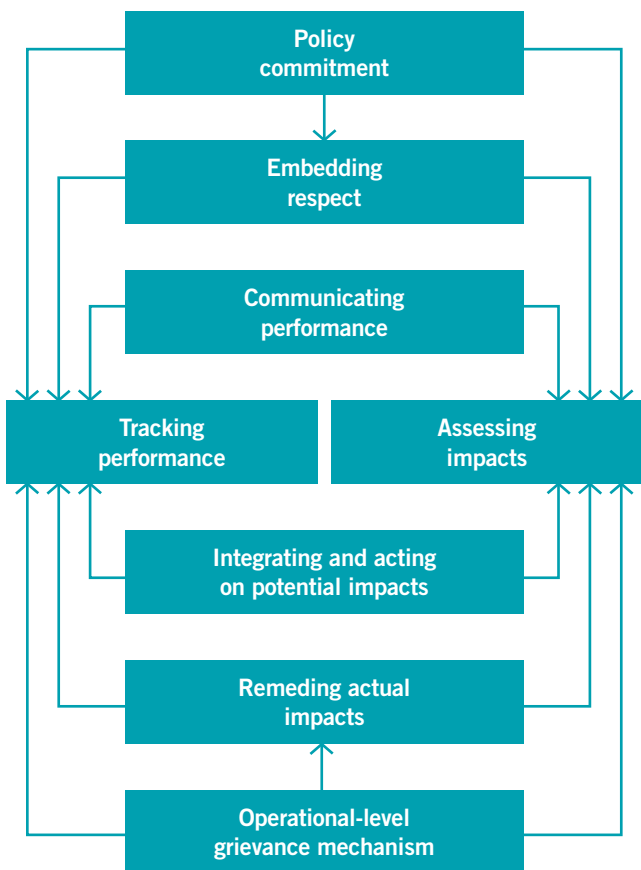 Policy
commitment
Embedding
respect
Communicating
performance
Tracking
performance
Assessing
impacts
Integrating and acting
on potential impacts
Remeding actual
impacts
Operational-level
grievance mechanism